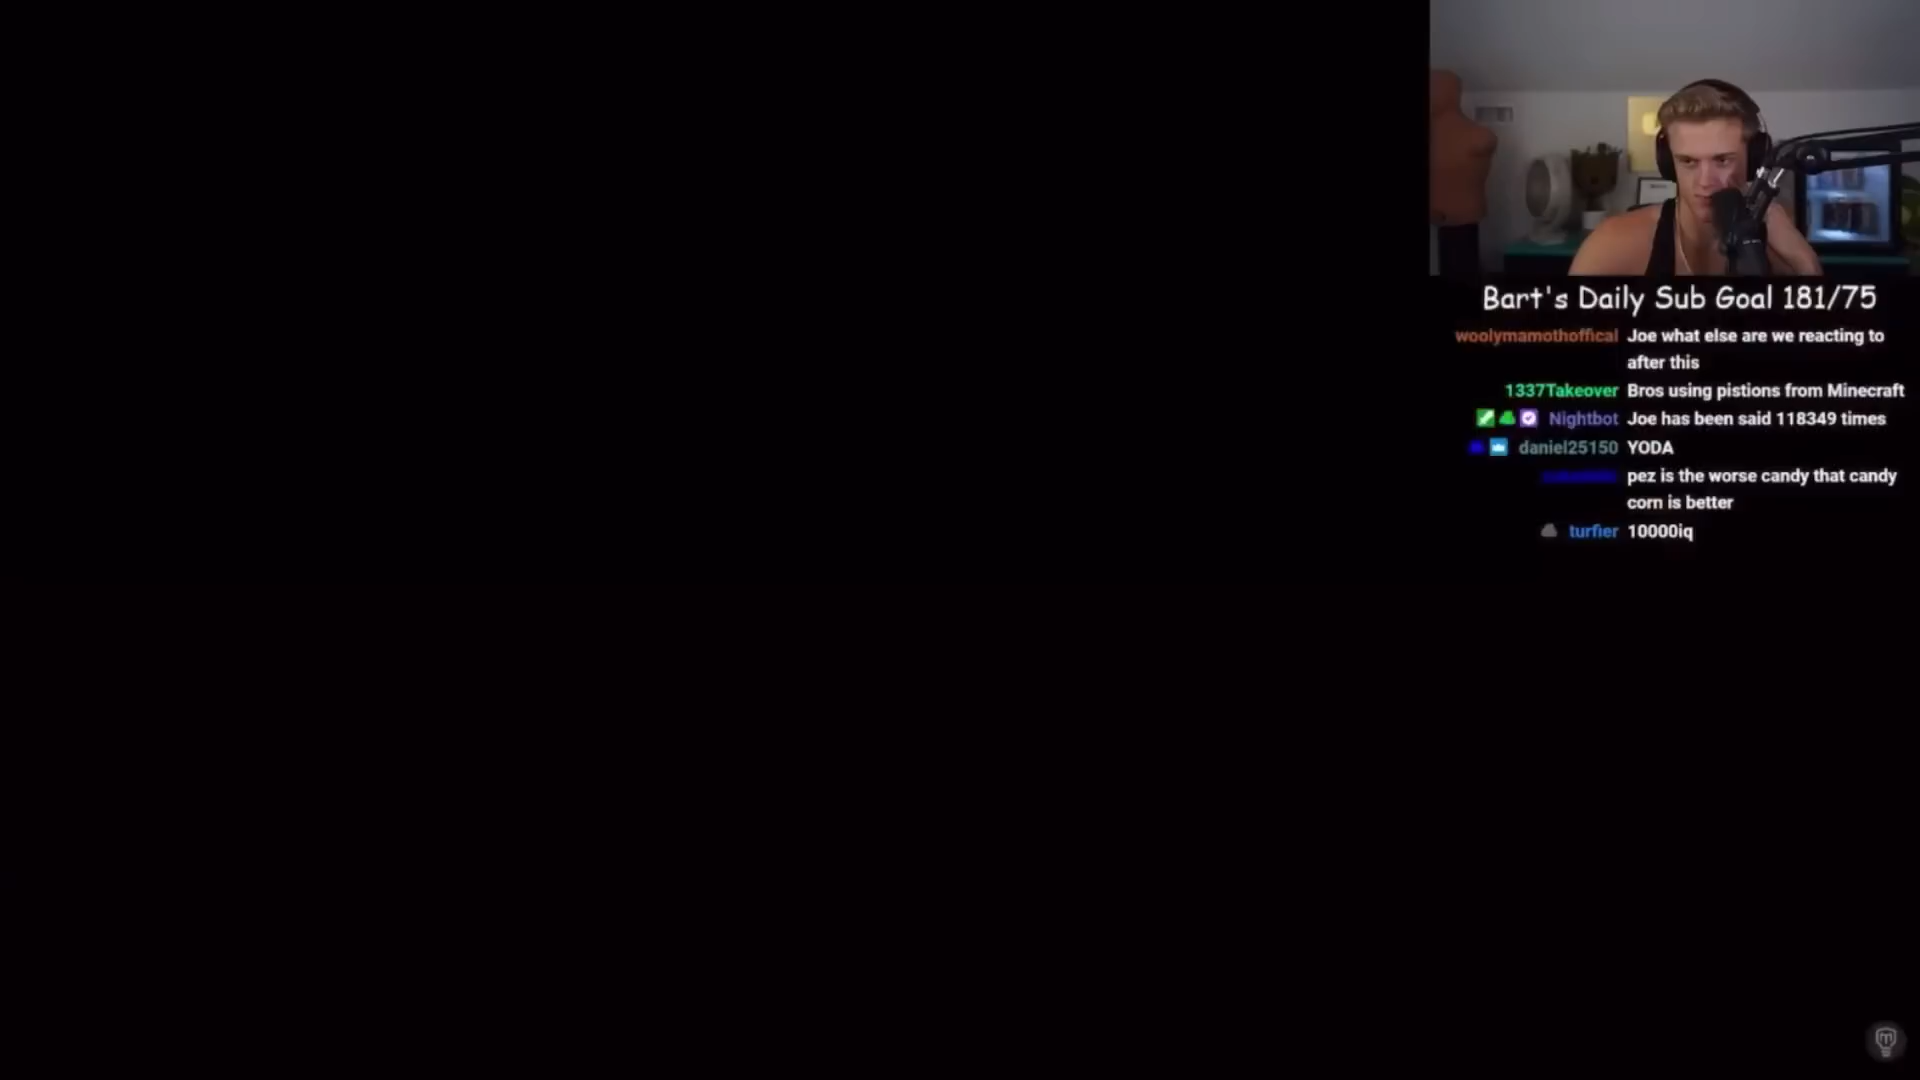 Bart's Daily Sub Goal 181/75
woolymamothoffical Joe what else are we reacting to
after this
1337Takeover Bros using pistions from Minecraft
Nightbot Joe has been said 118349 times
daniel25150 YODA
pez is the worse candy that candy
corn is better
turfier 10000iq